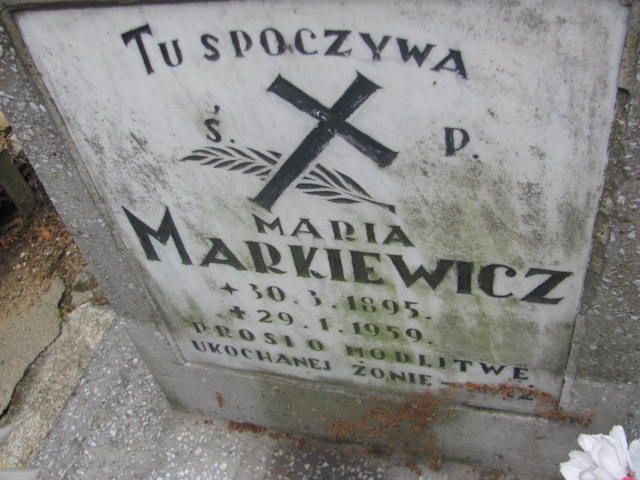 TU SPOCZYWA
Ś. P.
MARIA
MARKIEWICZ
* 30.3.1895.
+ 29.1.1959.
PROSI O MODLITWĘ
UKOCHANEJ ŻONIE —